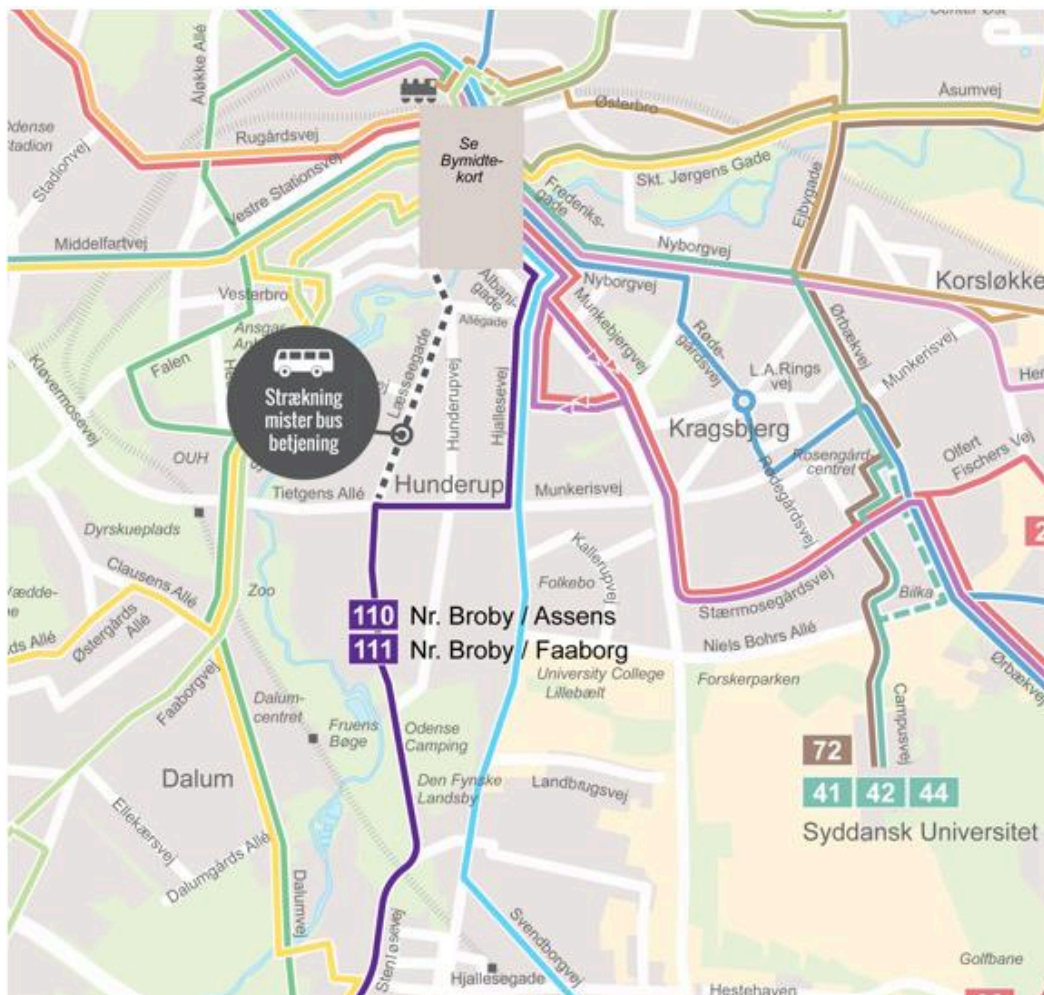 Åløkke Allé
Odense
Stadion
Stadionvej
Rugårdsvej
Vestre Stationsvej
Middelfartvej
Se
Bymidte-
kort
Østerbro
Åsumvej
Skt. Jørgens Gade
Frederiks-
gade
Ejbygade
Nyborgvej
Nyborgvej
Korsløkke
Vesterbro
Ansgar
Falen
Kløvermosevej
Albani-
gade
Allégade
Læssøegade
Hunderupvej
Hjallesevej
Munkebjergvej
Røde-
gårdsvej
L.A.Rings
vej
Ørbækvej
Munkerisvej
Kragsbjerg
Rosengård-
centret
Olfert
Fischers Vej
Strækning
mister bus
betjening
OUH
Tietgens Allé
Hunderup
Munkerisvej
Rødegårdsvej
Dyrskueplads
Clausens Allé
Østergårds
Allé
Zoo
Kallerupvej
Folkebo
Stærmosegårdsvej
Bilka
110 Nr. Broby / Assens
111 Nr. Broby / Faaborg
Niels Bohrs Allé
University College
Lillebælt
Forskerparken
Ørbækvej
Campusvej
Faaborgvej
Dalum-
centret
Fruens
Bøge
Odense
Camping
Den Fynske
Landsby
Landbrugsvej
Dalum
72
41 42 44
Syddansk Universitet
Ellekærsvej
Dalumgårds Allé
Dalumvej
Stenløsevej
Svendborgvej
Hjallesegade
Hestehaven
Golfbane